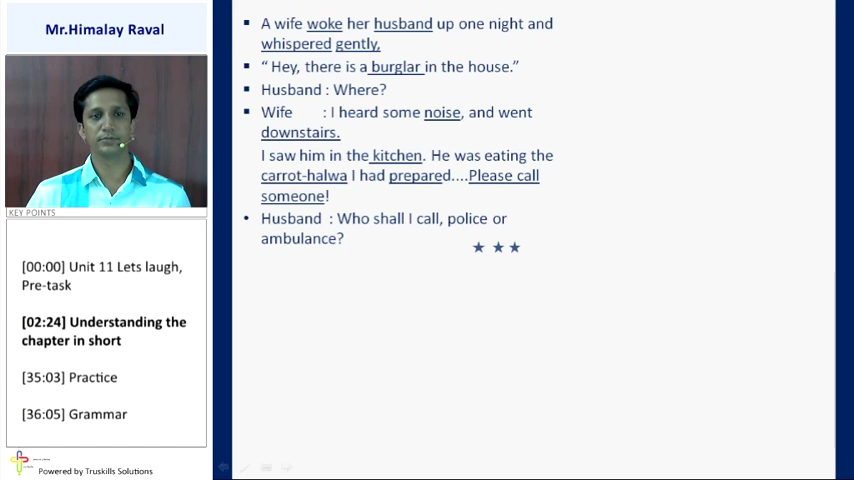 Mr.Himalay Raval
KEY POINTS
[00:00] Unit 11 Lets laugh,
Pre-task
[02:24] Understanding the
chapter in short
[35:03] Practice
[36:05] Grammar
Powered by Truskills Solutions
▪ A wife woke her husband up one night and
whispered gently,
▪ “ Hey, there is a burglar in the house.”
▪ Husband : Where?
▪ Wife : I heard some noise, and went
downstairs.
I saw him in the kitchen. He was eating the
carrot-halwa I had prepared....Please call
someone!
• Husband : Who shall I call, police or
ambulance?
★ ★ ★